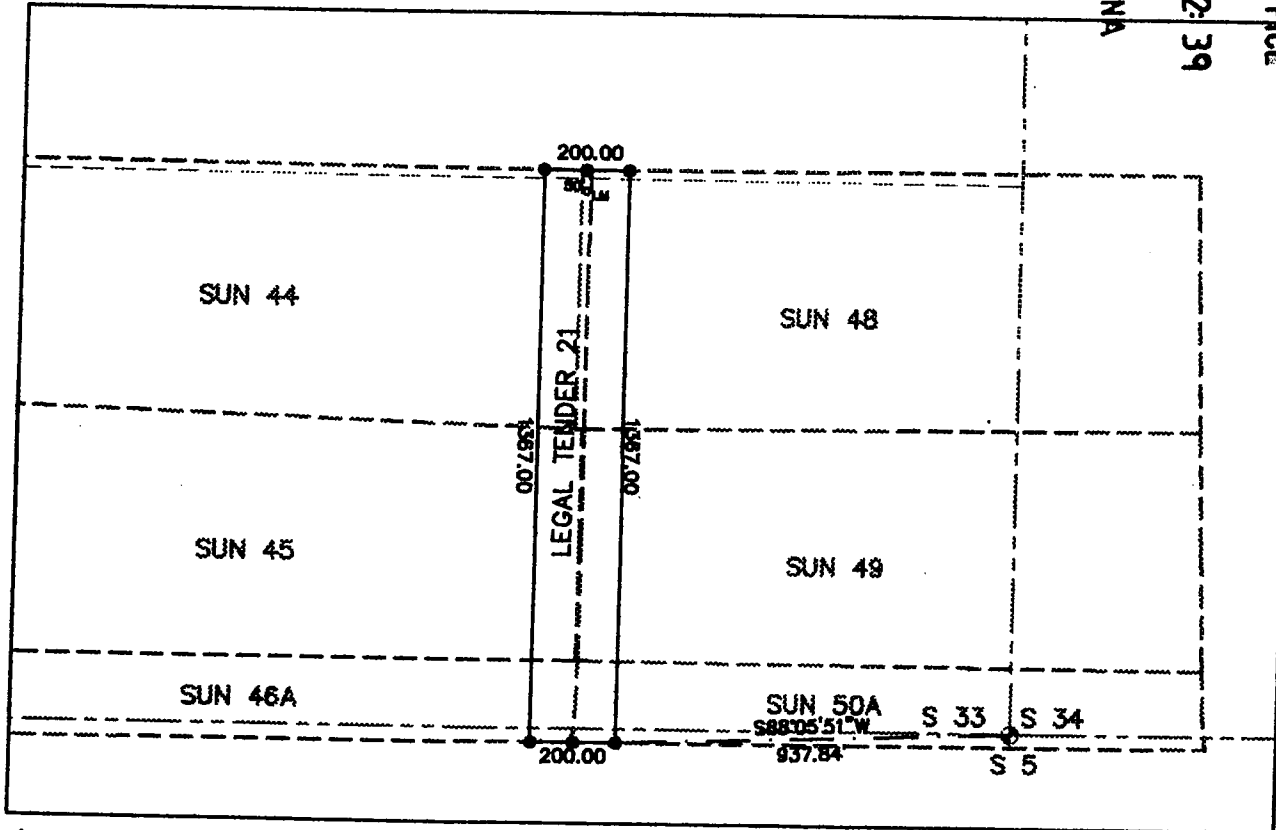 2:39
200.00
SUN 44
SUN 48
LEGAL TENDER 21
1367.00
1367.00
SUN 45
SUN 49
SUN 46A
SUN 50A
S 33
S 34
S88°05'51"W
937.84
200.00
S 5